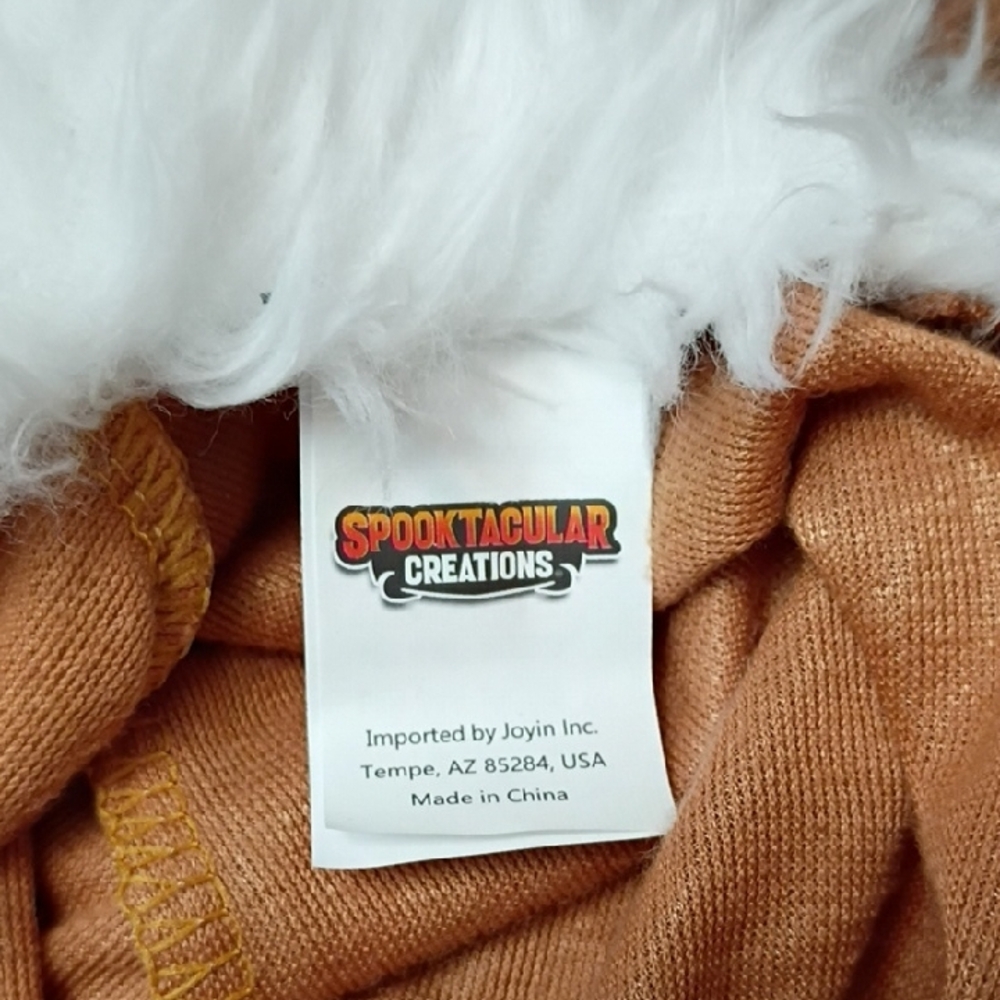 SPOOKTACULAR
CREATIONS
Imported by Joyin Inc.
Tempe, AZ 85284, USA
Made in China